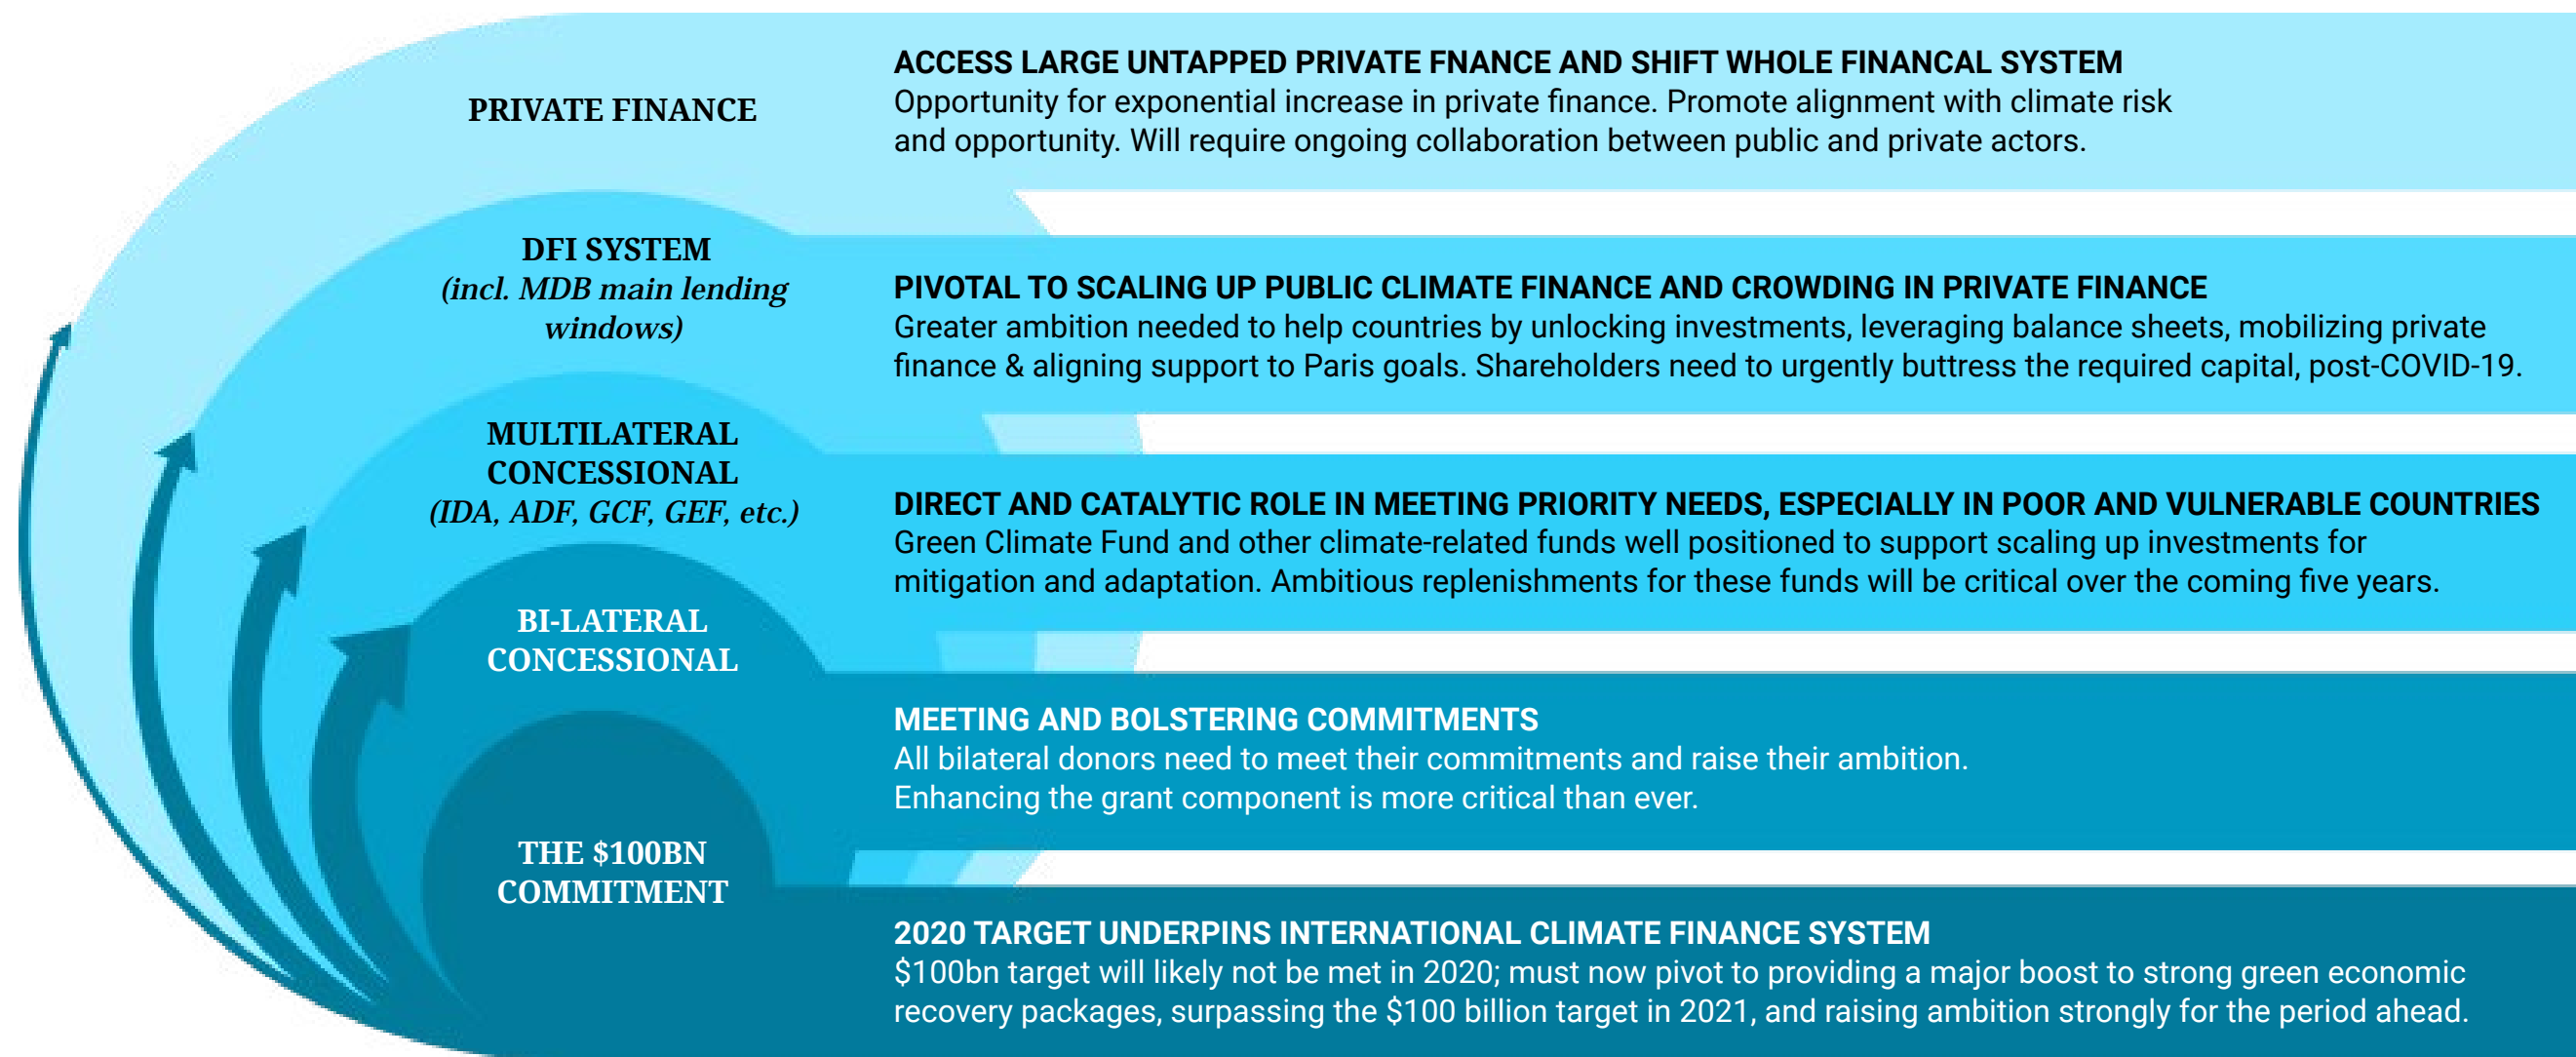 PRIVATE FINANCE
ACCESS LARGE UNTAPPED PRIVATE FNANCE AND SHIFT WHOLE FINANCAL SYSTEM
Opportunity for exponential increase in private finance. Promote alignment with climate risk
and opportunity. Will require ongoing collaboration between public and private actors.
DFI SYSTEM
(incl. MDB main lending
windows)
PIVOTAL TO SCALING UP PUBLIC CLIMATE FINANCE AND CROWDING IN PRIVATE FINANCE
Greater ambition needed to help countries by unlocking investments, leveraging balance sheets, mobilizing private
finance & aligning support to Paris goals. Shareholders need to urgently buttress the required capital, post-COVID-19.
MULTILATERAL
CONCESSIONAL
(IDA, ADF, GCF, GEF, etc.)
DIRECT AND CATALYTIC ROLE IN MEETING PRIORITY NEEDS, ESPECIALLY IN POOR AND VULNERABLE COUNTRIES
Green Climate Fund and other climate-related funds well positioned to support scaling up investments for
mitigation and adaptation. Ambitious replenishments for these funds will be critical over the coming five years.
BI-LATERAL
CONCESSIONAL
MEETING AND BOLSTERING COMMITMENTS
All bilateral donors need to meet their commitments and raise their ambition.
Enhancing the grant component is more critical than ever.
THE $100BN
COMMITMENT
2020 TARGET UNDERPINS INTERNATIONAL CLIMATE FINANCE SYSTEM
$100bn target will likely not be met in 2020; must now pivot to providing a major boost to strong green economic
recovery packages, surpassing the $100 billion target in 2021, and raising ambition strongly for the period ahead.